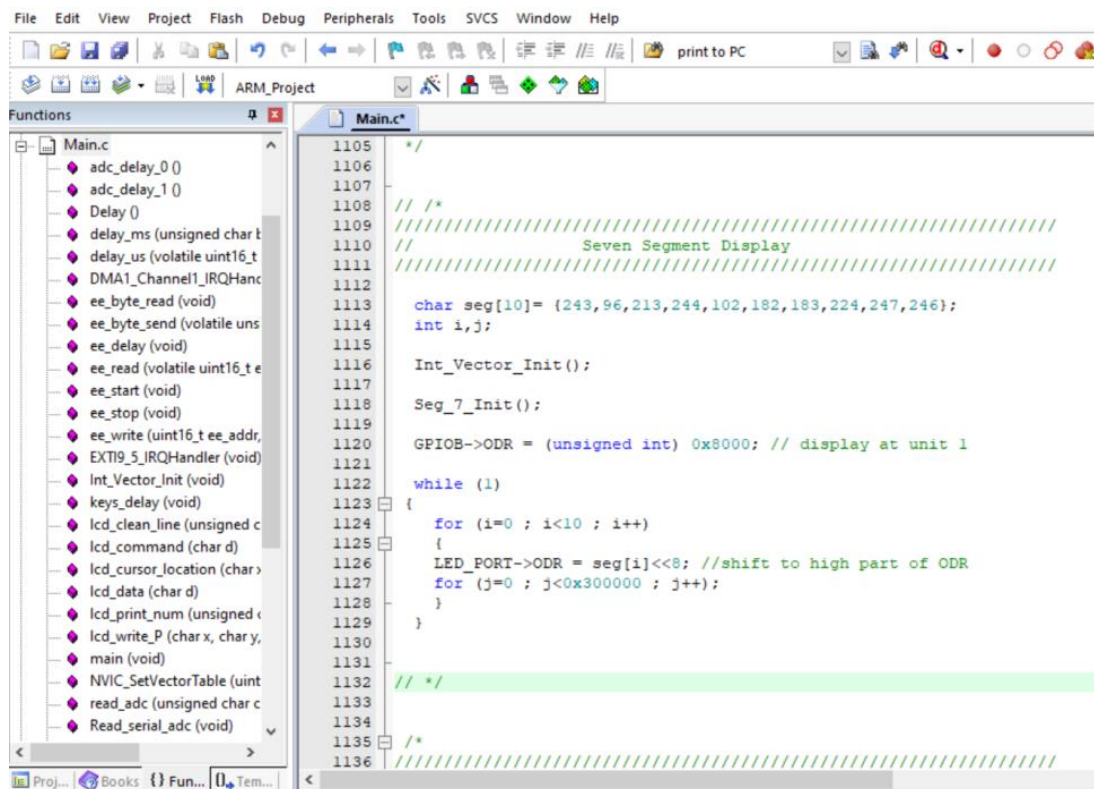 File Edit View Project Flash Debug Peripherals Tools SVCS Window Help
print to PC
LOAD ARM_Project
Functions
Main.c*
Main.c
adc_delay_0 ()
adc_delay_1 ()
Delay ()
delay_ms (unsigned char b
delay_us (volatile uint16_t
DMA1_Channel1_IRQHanc
ee_byte_read (void)
ee_byte_send (volatile uns
ee_delay (void)
ee_read (volatile uint16_t e
ee_start (void)
ee_stop (void)
ee_write (uint16_t ee_addr,
EXTI9_5_IRQHandler (void)
Int_Vector_Init (void)
keys_delay (void)
lcd_clean_line (unsigned c
lcd_command (char d)
lcd_cursor_location (char x
lcd_data (char d)
lcd_print_num (unsigned c
lcd_write_P (char x, char y,
main (void)
NVIC_SetVectorTable (uint
read_adc (unsigned char c
Read_serial_adc (void)
Proj... Books {} Fun... Tem...
1105 */
1106
1107
1108 // /*
1109 //////////////////////////////////////////////////////////////////////
1110 // Seven Segment Display
1111 //////////////////////////////////////////////////////////////////////
1112
1113 char seg[10]= {243,96,213,244,102,182,183,224,247,246};
1114 int i,j;
1115
1116 Int_Vector_Init();
1117
1118 Seg_7_Init();
1119
1120 GPIOB->ODR = (unsigned int) 0x8000; // display at unit 1
1121
1122 while (1)
1123 {
1124 for (i=0 ; i<10 ; i++)
1125 {
1126 LED_PORT->ODR = seg[i]<<8; //shift to high part of ODR
1127 for (j=0 ; j<0x300000 ; j++);
1128 }
1129 }
1130
1131
1132 // */
1133
1134
1135 /*
1136 //////////////////////////////////////////////////////////////////////